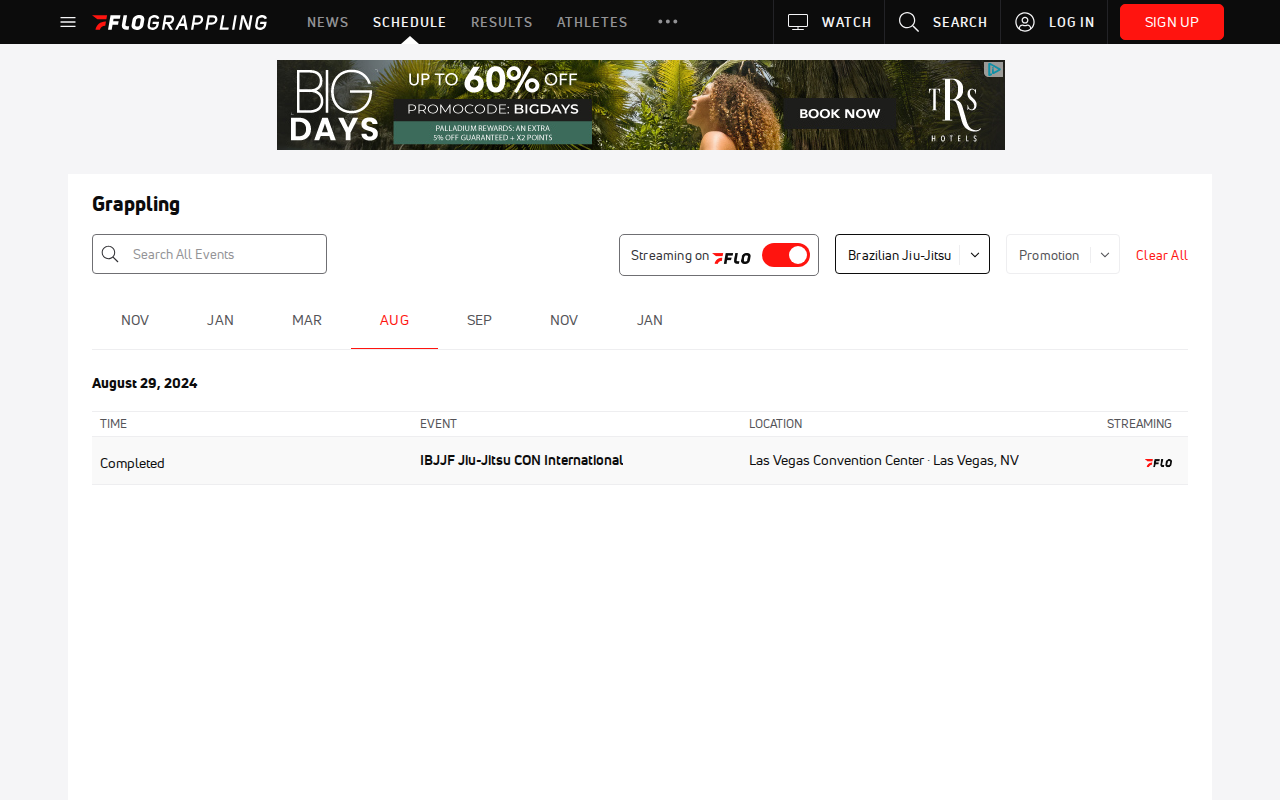 FLOGRAPPLING NEWS SCHEDULE RESULTS ATHLETES WATCH SEARCH LOG IN SIGN UP
BIG DAYS
UP TO 60% OFF
PROMOCODE: BIGDAYS
PALLADIUM REWARDS: AN EXTRA
5% OFF GUARANTEED + X2 POINTS
BOOK NOW
TRS
HOTELS
Grappling
Search All Events
Streaming on FLO
Brazilian Jiu-Jitsu
Promotion
Clear All
NOV JAN MAR AUG SEP NOV JAN
August 29, 2024
TIME EVENT LOCATION STREAMING
Completed IBJJF Jiu-Jitsu CON International Las Vegas Convention Center · Las Vegas, NV FLO